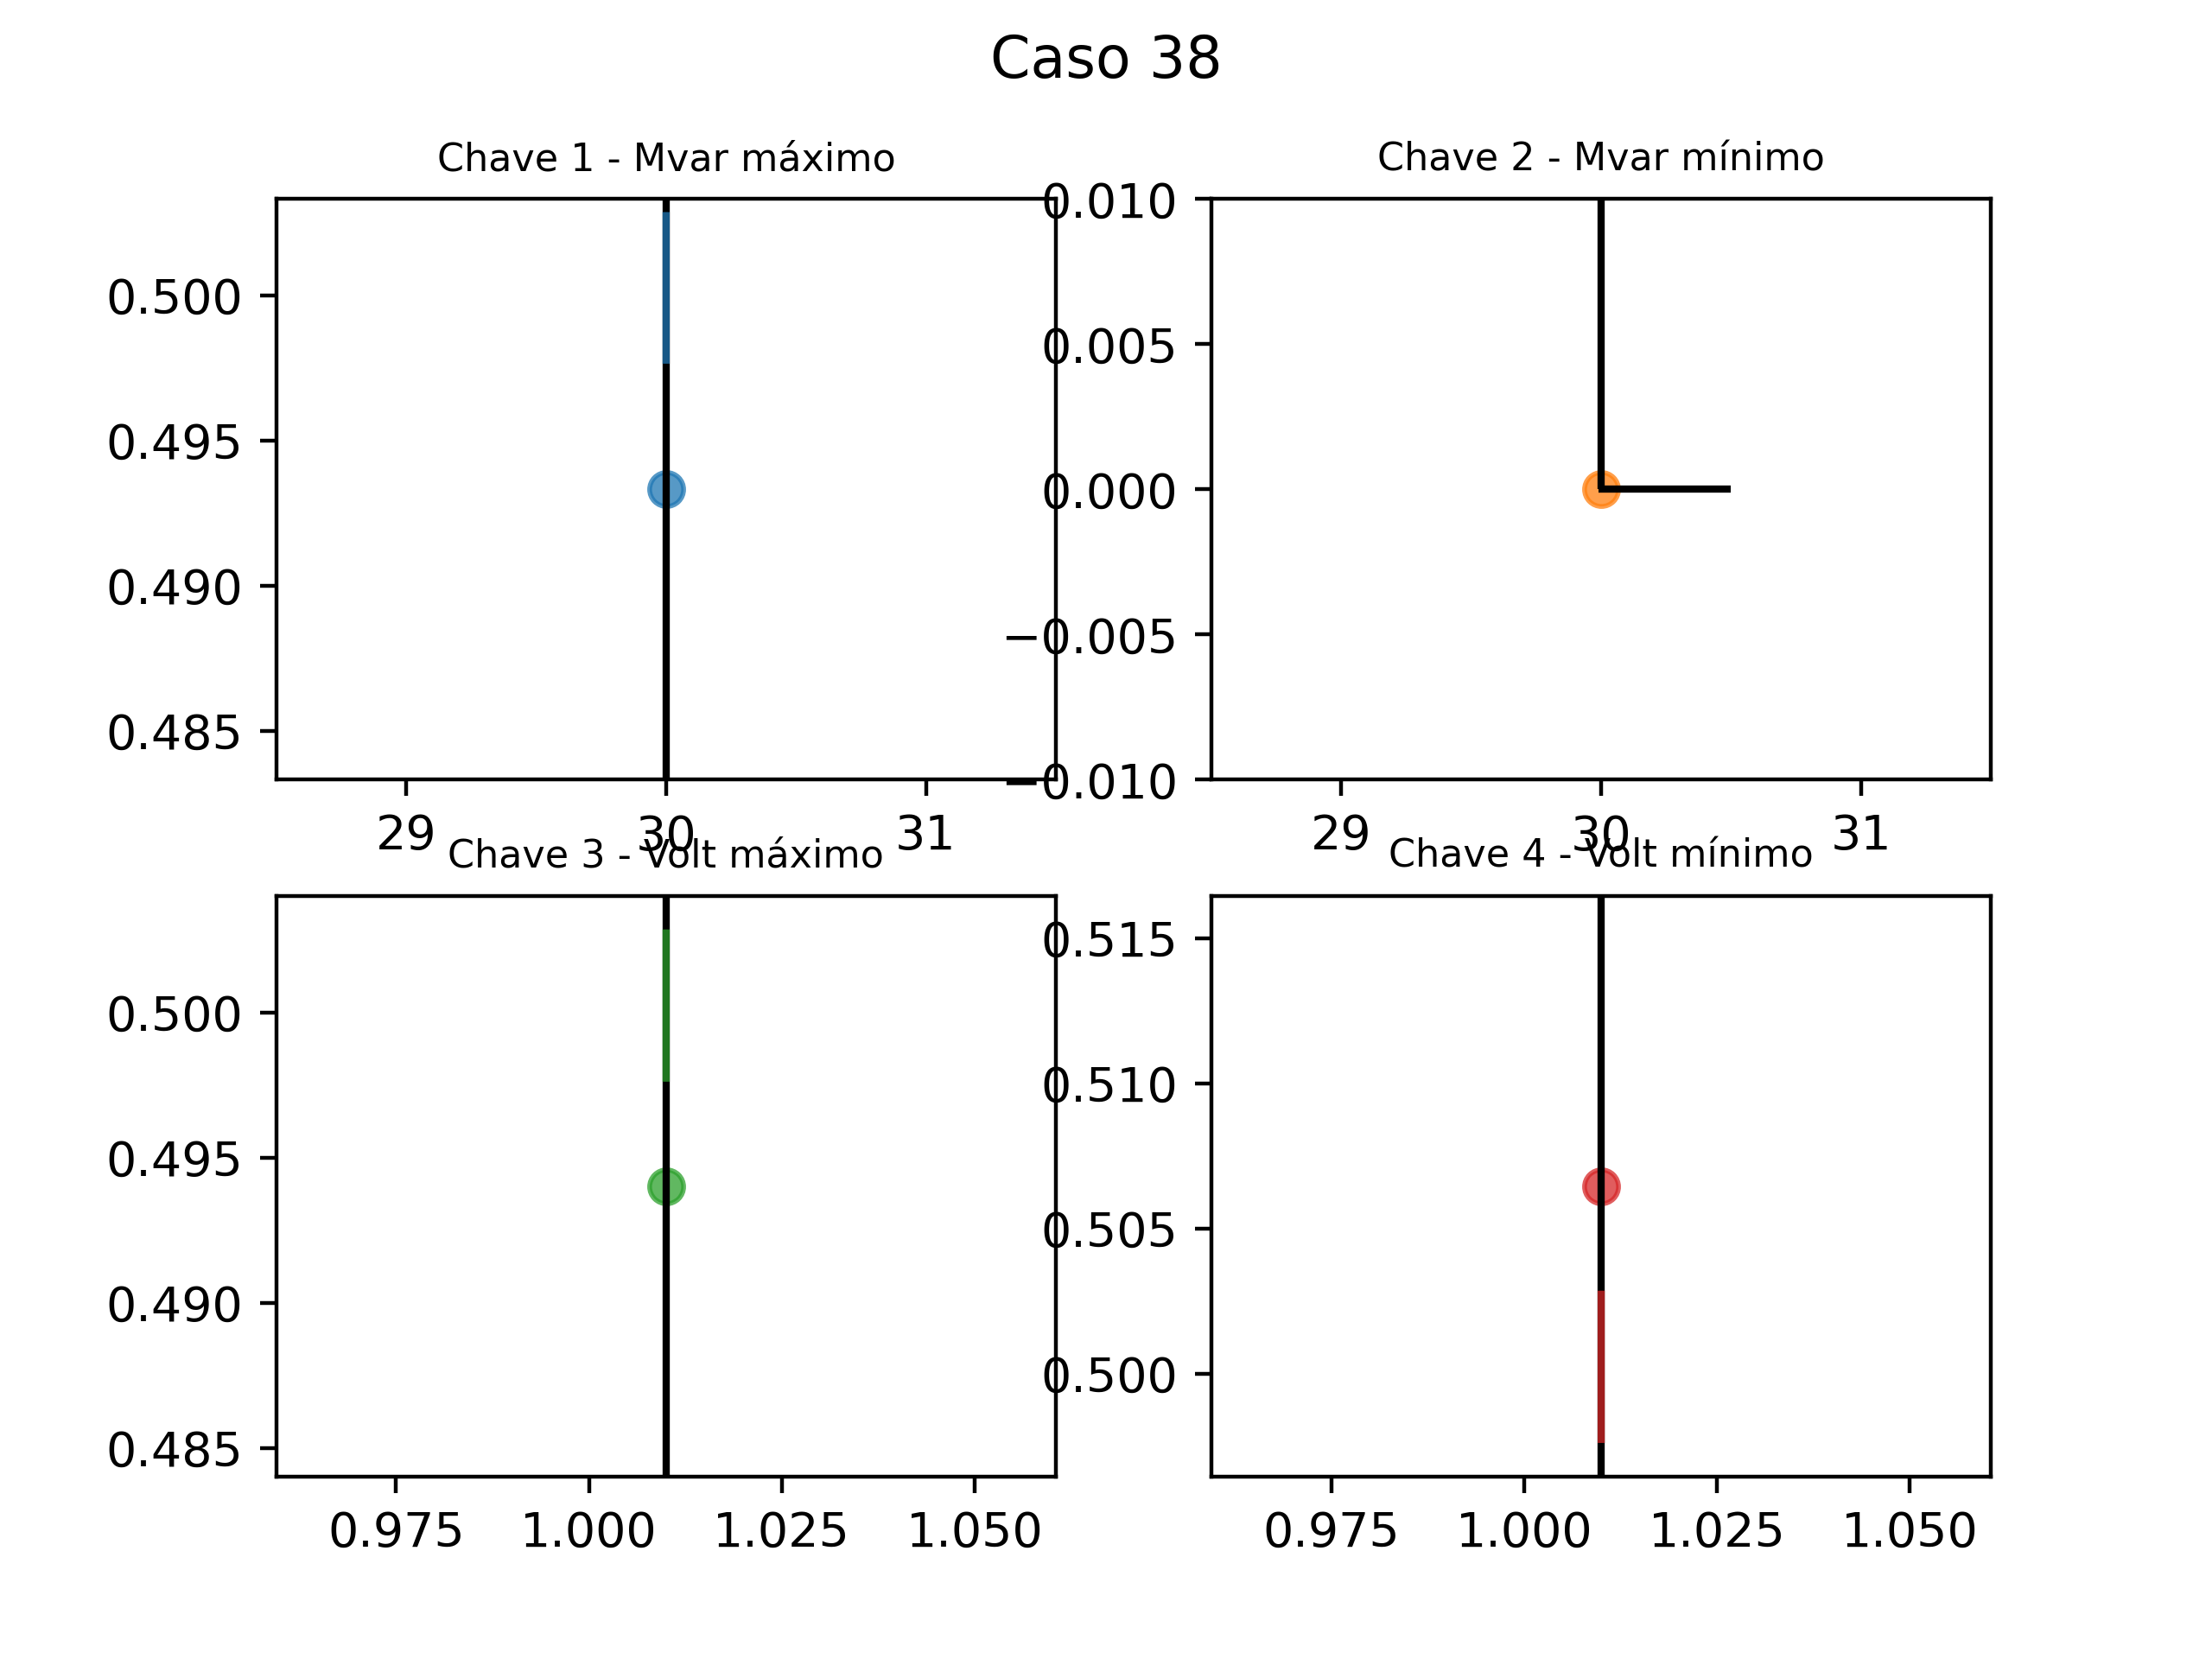 Caso 38
Chave 1 - Mvar máximo
0.500
0.495
0.490
0.485
29 30 31
Chave 2 - Mvar mínimo
0.010
0.005
0.000
−0.005
−0.010
29 30 31
Chave 3 - Volt máximo
0.500
0.495
0.490
0.485
0.975 1.000 1.025 1.050
Chave 4 - Volt mínimo
0.515
0.510
0.505
0.500
0.975 1.000 1.025 1.050